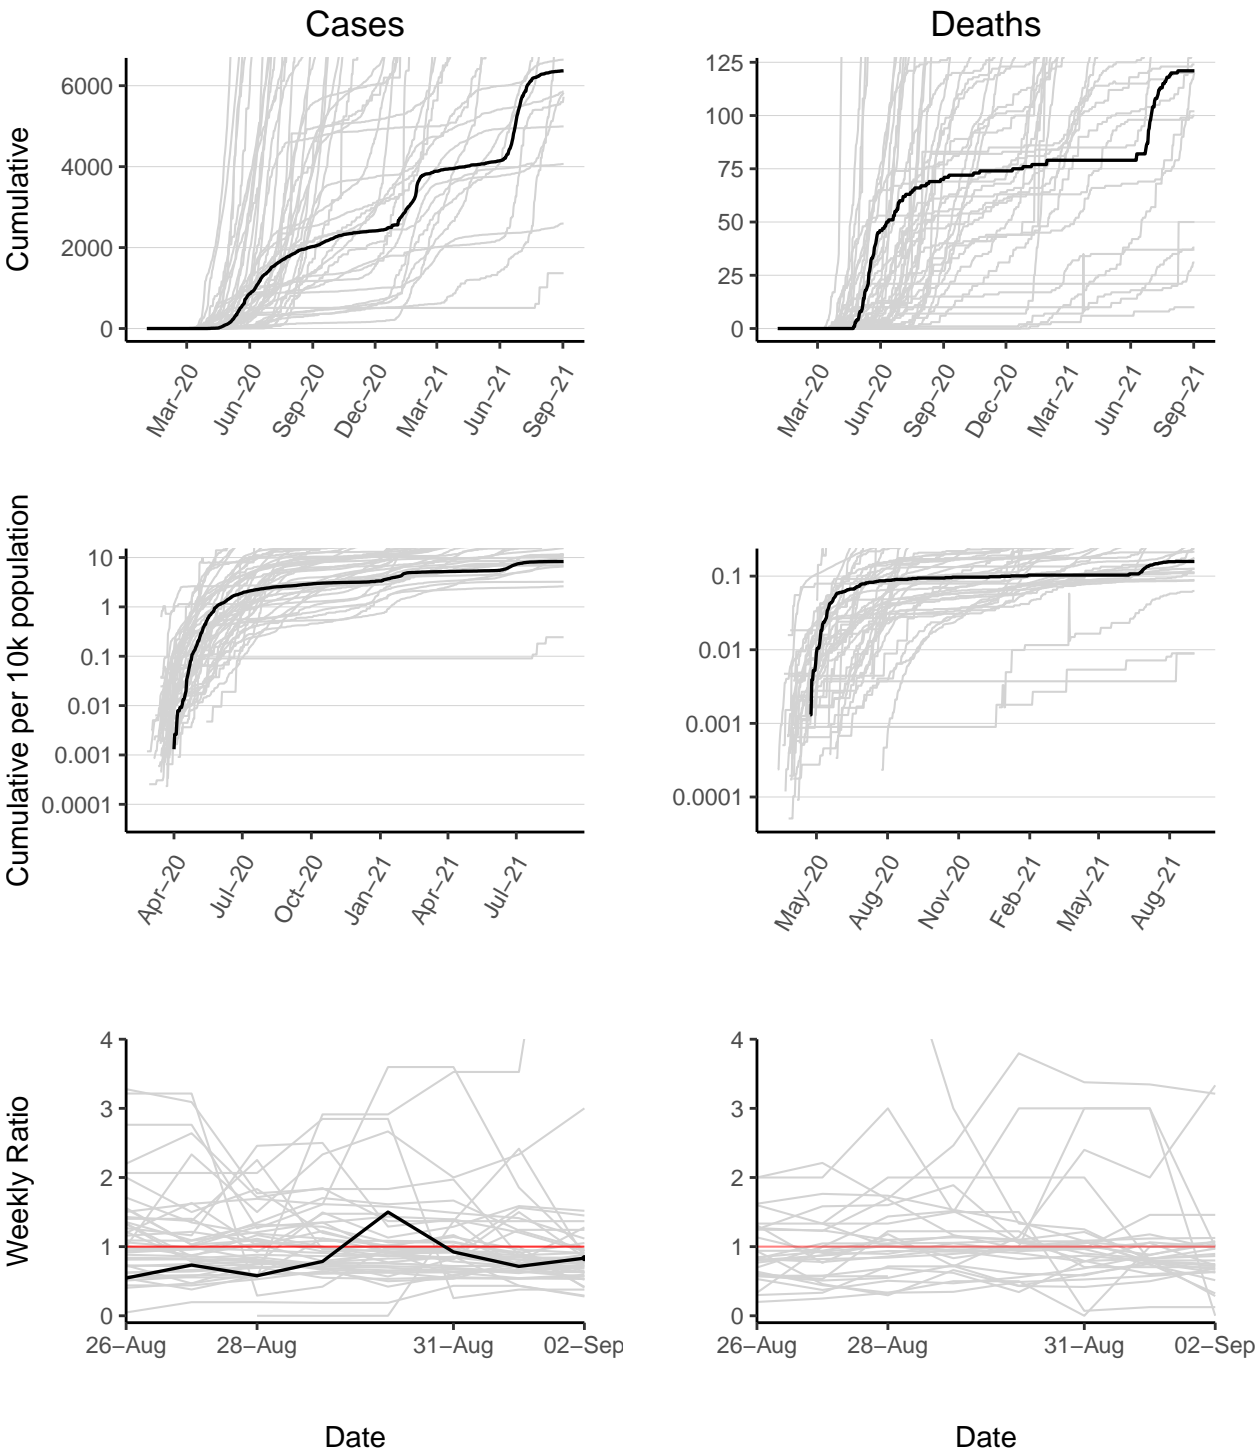 Cases
Deaths
Cumulative
6000
4000
2000
0
Mar−20
Jun−20
Sep−20
Dec−20
Mar−21
Jun−21
Sep−21
125
100
75
50
25
0
Mar−20
Jun−20
Sep−20
Dec−20
Mar−21
Jun−21
Sep−21
Cumulative per 10k population
10
1
0.1
0.01
0.001
0.0001
Apr−20
Jul−20
Oct−20
Jan−21
Apr−21
Jul−21
0.1
0.01
0.001
0.0001
May−20
Aug−20
Nov−20
Feb−21
May−21
Aug−21
Weekly Ratio
4
3
2
1
0
26−Aug
28−Aug
31−Aug
02−Sep
Date
4
3
2
1
0
26−Aug
28−Aug
31−Aug
02−Sep
Date